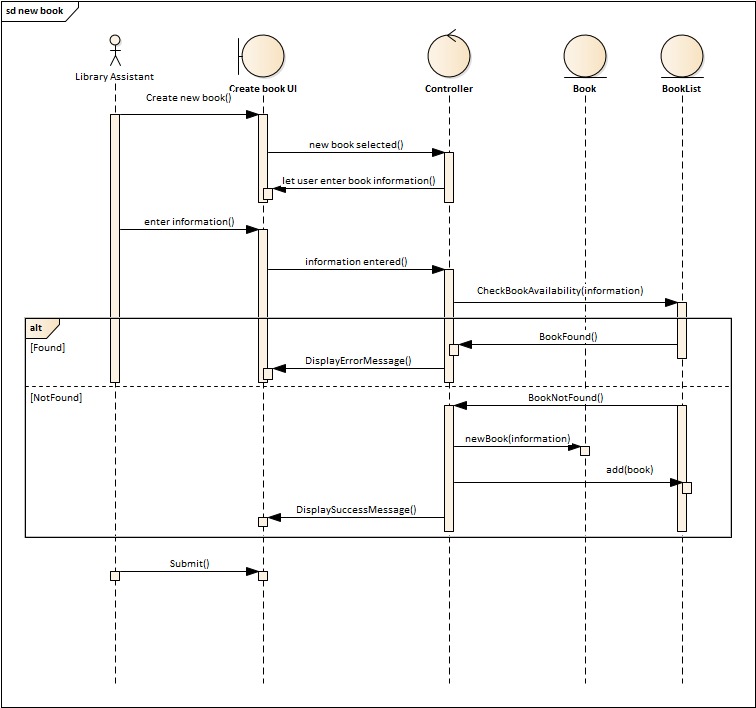 sd new book
Library Assistant
Create book UI
Controller
Book
BookList
Create new book()
new book selected()
let user enter book information()
enter information()
information entered()
CheckBookAvailability(information)
alt
[Found]
BookFound()
DisplayErrorMessage()
[NotFound]
BookNotFound()
newBook(information)
add(book)
DisplaySuccessMessage()
Submit()